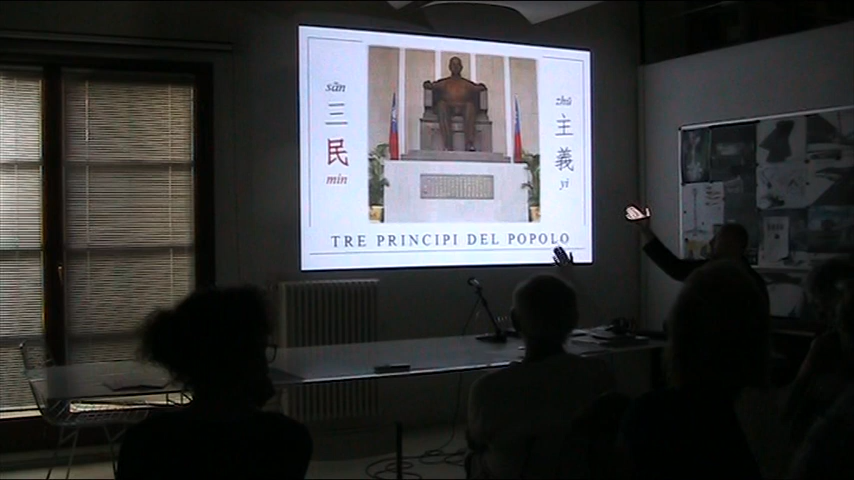 sān
三
民
mín
zhǔ
主
義
yì
TRE PRINCIPI DEL POPOLO